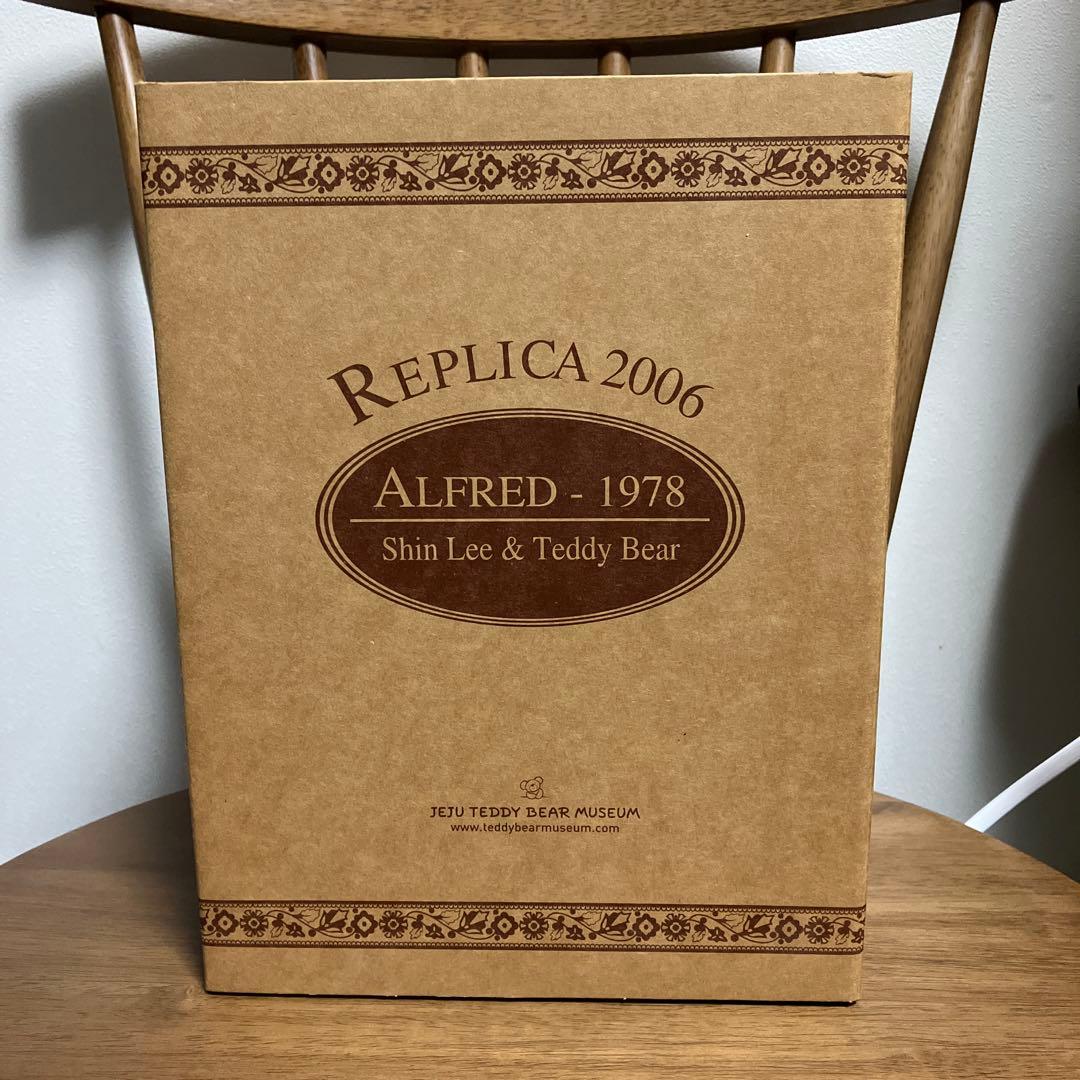 REPLICA 2006
ALFRED - 1978
Shin Lee & Teddy Bear
JEJU TEDDY BEAR MUSEUM
www.teddybearmuseum.com